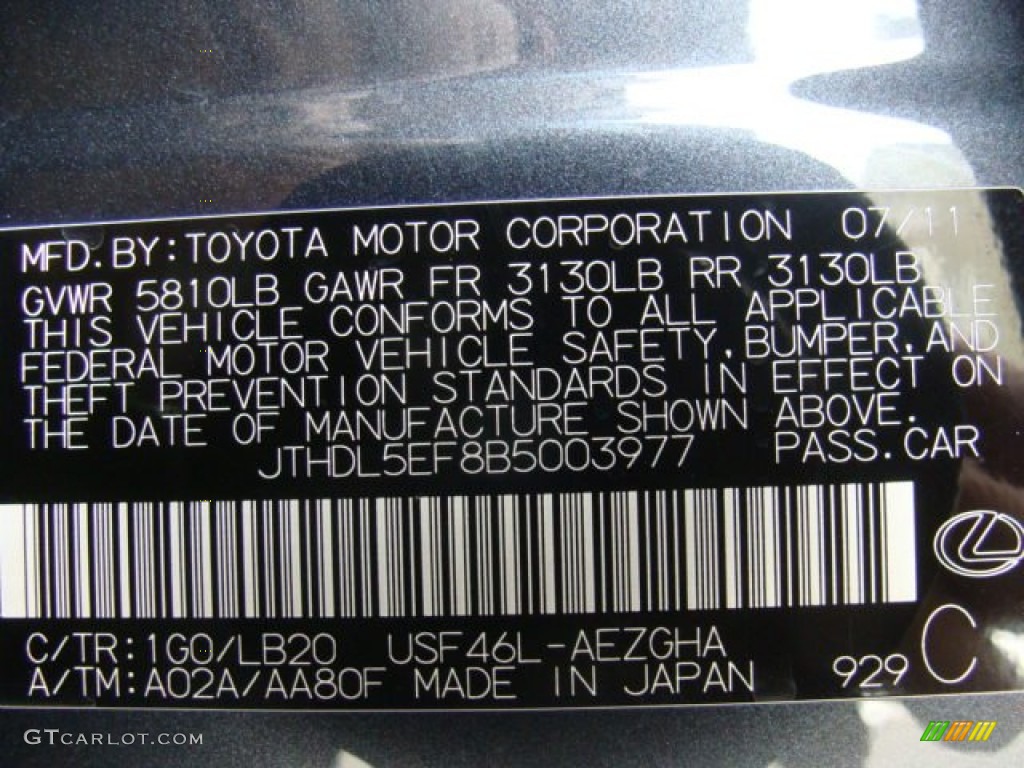 MFD.BY:TOYOTA MOTOR CORPORATION 07/11
GVWR 5810LB GAWR FR 3130LB RR 3130LB
THIS VEHICLE CONFORMS TO ALL APPLICABLE
FEDERAL MOTOR VEHICLE SAFETY,BUMPER,AND
THEFT PREVENTION STANDARDS IN EFFECT ON
THE DATE OF MANUFACTURE SHOWN ABOVE.
JTHDL5EF8B5003977 PASS.CAR
C/TR:1G0/LB20 USF46L-AEZGHA
A/TM:A02A/AA80F MADE IN JAPAN 929 C
GTCARLOT.COM